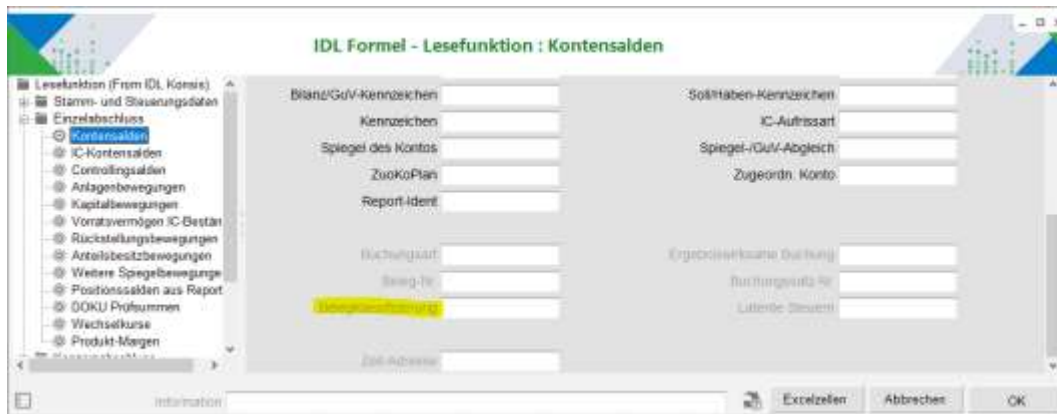 IDL Formel - Lesefunktion : Kontensalden
Lesefunktion (From IDL Konsis)
Stamm- und Steuerungsdaten
Einzelabschluss
Kontensalden
IC-Kontensalden
Controllingsalden
Anlagenbewegungen
Kapitalbewegungen
Vorratsvermögen IC-Bestän
Rückstellungsbewegungen
Anteilsbesitzbewegungen
Weitere Spiegelbewegunge
Positionssalden aus Report
DOKU Prüfsummen
Wechselkurse
Produkt-Margen
Bilanz/GuV-Kennzeichen
Soll/Haben-Kennzeichen
Kennzeichen
IC-Aufrissart
Spiegel des Kontos
Spiegel-/GuV-Abgleich
ZuoKoPlan
Zugeordn. Konto
Report-Ident
Buchungsart
Ergebniswirksame Buchung
Beleg-Nr.
Buchungssatz-Nr.
Latente Steuern
Zell-Adresse
Information
Excelzellen
Abbrechen
OK